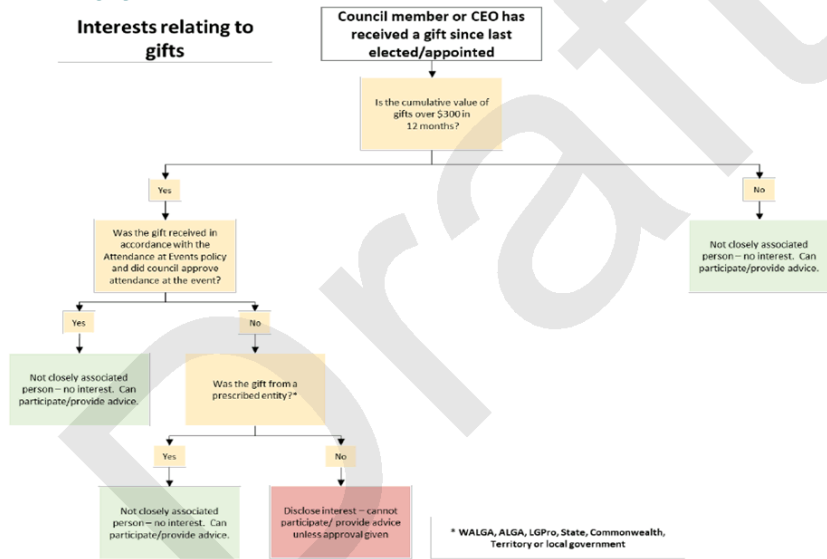 Interests relating to
gifts
Council member or CEO has
received a gift since last
elected/appointed
Is the cumulative value of
gifts over $300 in
12 months?
Yes
No
Was the gift received in
accordance with the
Attendance at Events policy
and did council approve
attendance at the event?
Not closely associated
person – no interest. Can
participate/provide advice.
Yes
No
Not closely associated
person – no interest. Can
participate/provide advice.
Was the gift from a
prescribed entity?*
Yes
No
Not closely associated
person – no interest. Can
participate/provide advice.
Disclose interest – cannot
participate/ provide advice
unless approval given
* WALGA, ALGA, LGPro, State, Commonwealth,
Territory or local government
Draft